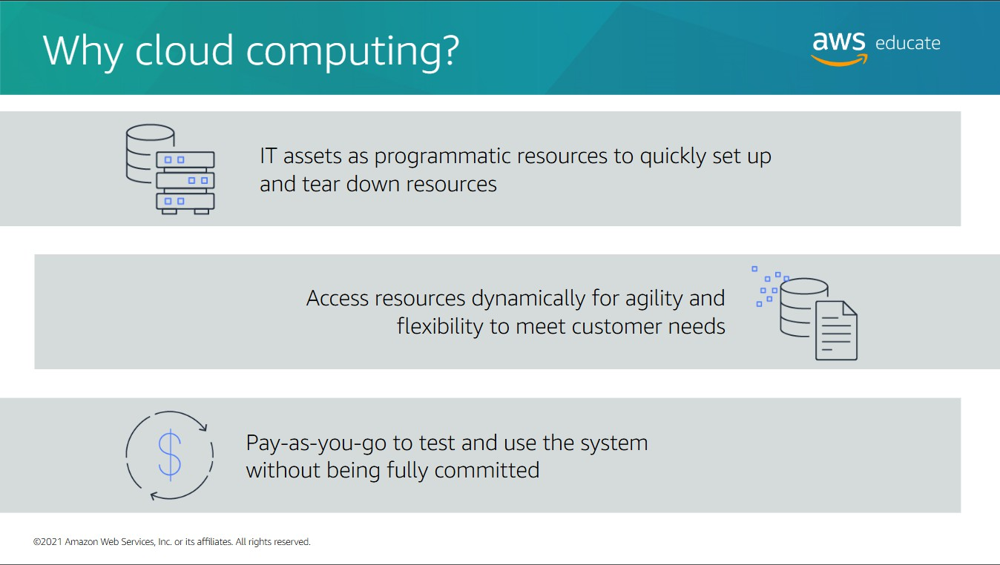 Why cloud computing?
aws educate
IT assets as programmatic resources to quickly set up
and tear down resources
Access resources dynamically for agility and
flexibility to meet customer needs
$
Pay-as-you-go to test and use the system
without being fully committed
©2021 Amazon Web Services, Inc. or its affiliates. All rights reserved.